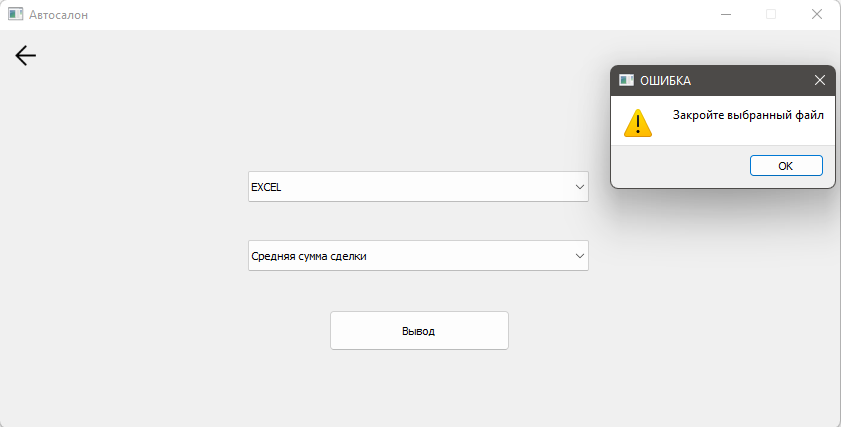 Автосалон
ОШИБКА
Закройте выбранный файл
OK
EXCEL
Средняя сумма сделки
Вывод